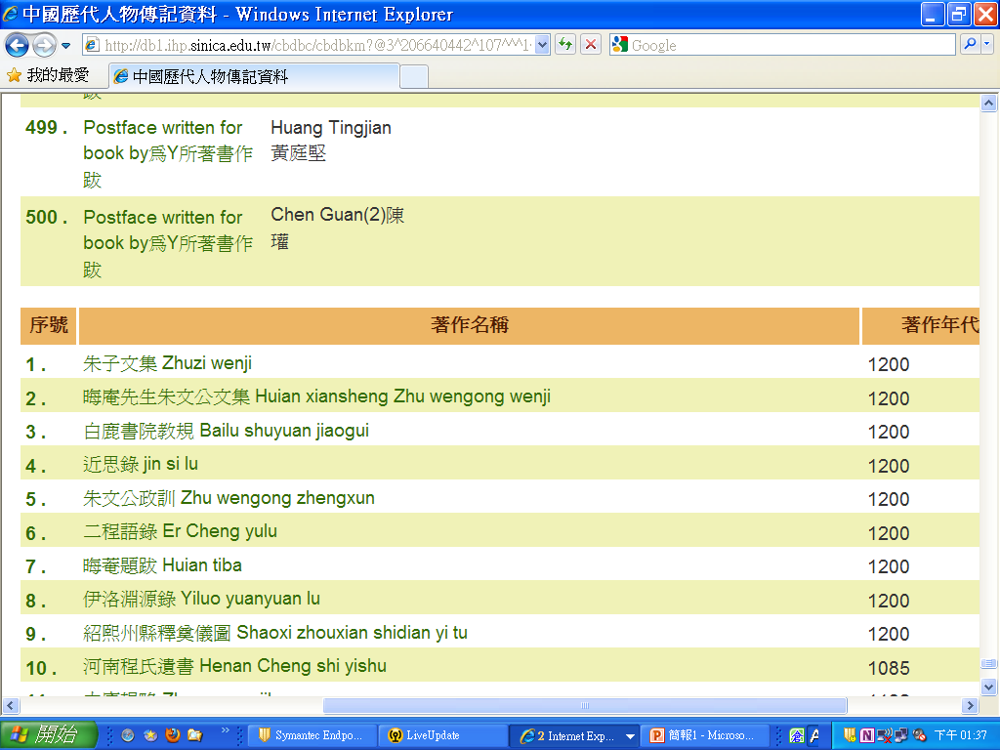 中國歷代人物傳記資料 - Windows Internet Explorer
http://db1.ihp.sinica.edu.tw/cbdbc/cbdbkm?@3^206640442^107^^^1
Google
我的最愛
中國歷代人物傳記資料
499 . Postface written for Huang Tingjian
book by為Y所著書作 黃庭堅
跋
500 . Postface written for Chen Guan(2)陳
book by為Y所著書作 瓘
跋
序號 著作名稱 著作年代
1 . 朱子文集 Zhuzi wenji 1200
2 . 晦庵先生朱文公文集 Huian xiansheng Zhu wengong wenji 1200
3 . 白鹿書院教規 Bailu shuyuan jiaogui 1200
4 . 近思錄 jin si lu 1200
5 . 朱文公政訓 Zhu wengong zhengxun 1200
6 . 二程語錄 Er Cheng yulu 1200
7 . 晦菴題跋 Huian tiba 1200
8 . 伊洛淵源錄 Yiluo yuanyuan lu 1200
9 . 紹熙州縣釋奠儀圖 Shaoxi zhouxian shidian yi tu 1200
10 . 河南程氏遺書 Henan Cheng shi yishu 1085
開始
Symantec Endpo...
LiveUpdate
2 Internet Exp...
簡報1 - Microso...
下午 01:37